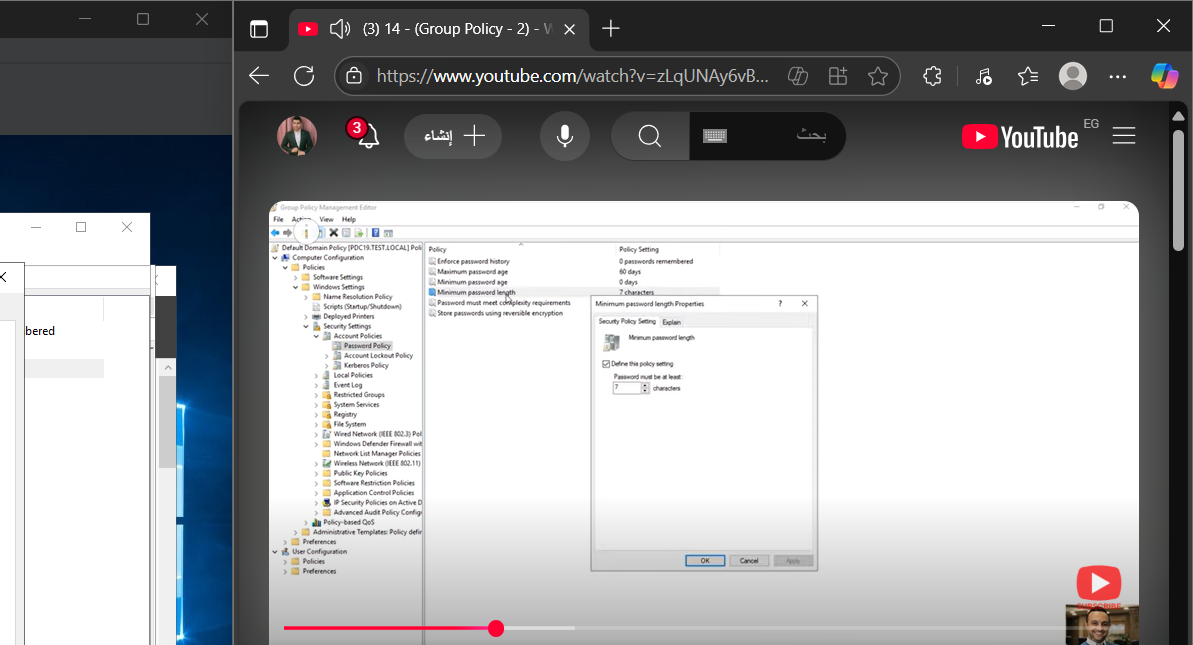 (3) 14 - (Group Policy - 2) -
https://www.youtube.com/watch?v=zLqUNAy6vB...
3
إنشاء
بحث
YouTube EG
bered
Group Policy Management Editor
File Action View Help
Default Domain Policy [PDC19.TEST.LOCAL] Poli
Computer Configuration
Policies
Software Settings
Windows Settings
Name Resolution Policy
Scripts (Startup/Shutdown)
Deployed Printers
Security Settings
Account Policies
Password Policy
Account Lockout Policy
Kerberos Policy
Local Policies
Event Log
Restricted Groups
System Services
Registry
File System
Wired Network (IEEE 802.3) Pol
Windows Defender Firewall wit
Network List Manager Policies
Wireless Network (IEEE 802.11)
Public Key Policies
Software Restriction Policies
Application Control Policies
IP Security Policies on Active D
Advanced Audit Policy Config
Policy-based QoS
Administrative Templates: Policy defin
Preferences
User Configuration
Policies
Preferences
Policy Policy Setting
Enforce password history 0 passwords remembered
Maximum password age 60 days
Minimum password age 0 days
Minimum password length 7 characters
Password must meet complexity requirements
Store passwords using reversible encryption
Minimum password length Properties
?
Security Policy Setting Explain
Minimum password length
Define this policy setting
Password must be at least:
7 characters
OK Cancel Apply
SUBSCRIBE